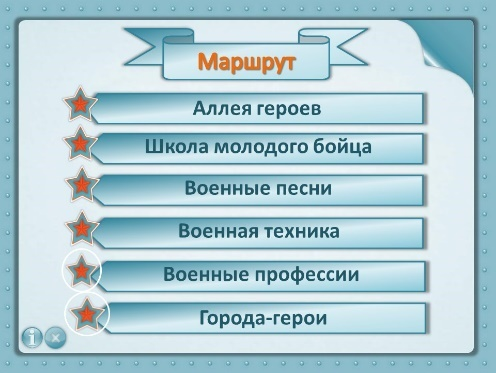 Маршрут
Аллея героев
Школа молодого бойца
Военные песни
Военная техника
Военные профессии
Города-герои